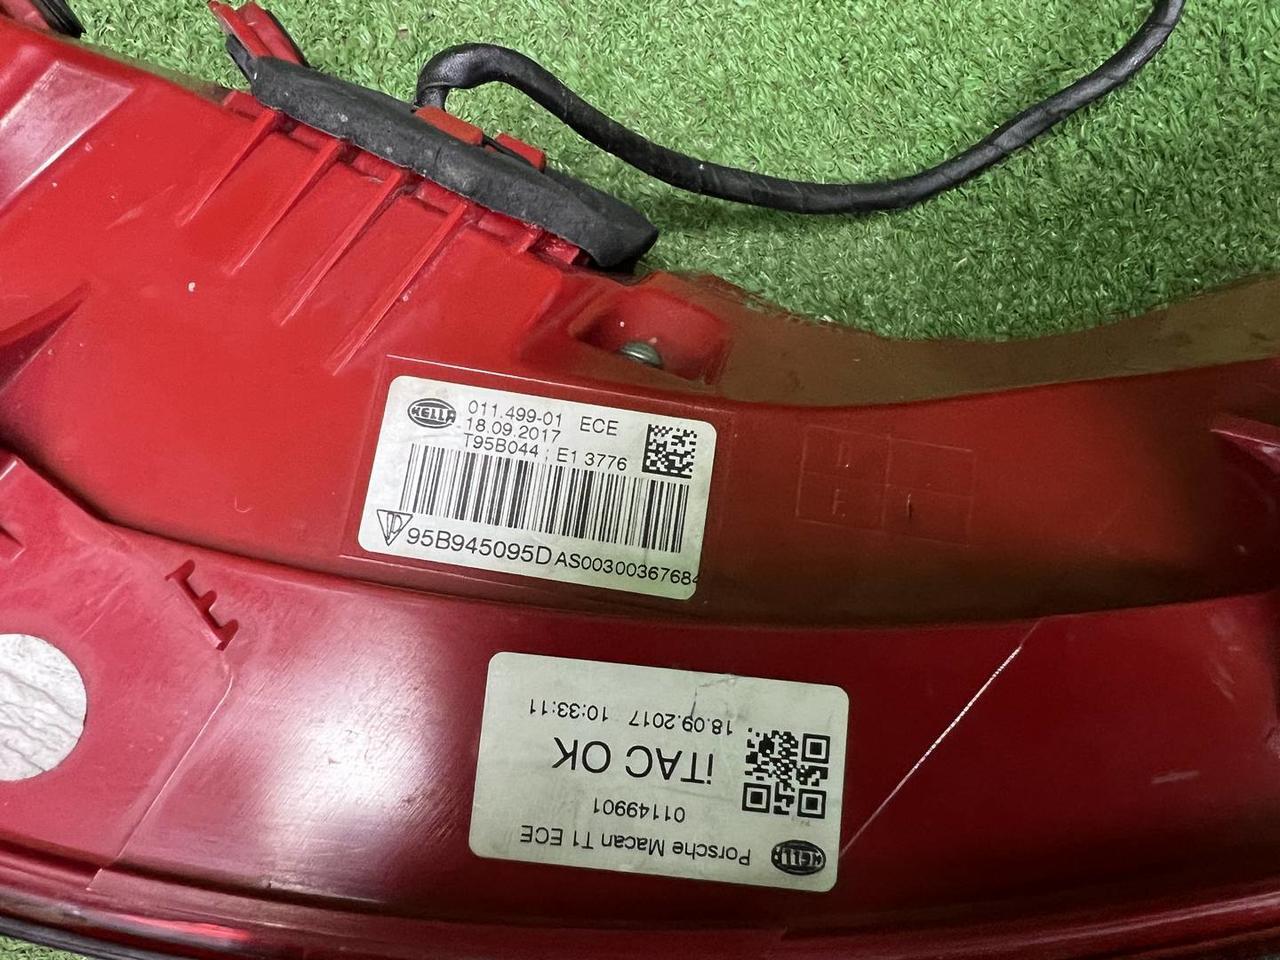 HELLA 011.499-01 ECE
18.09.2017
T95B044 : E1 3776
95B945095D AS00300367684
HELLA Porsche Macan T1 ECE
01149901
iTAC OK
18.09.2017 10:33:11